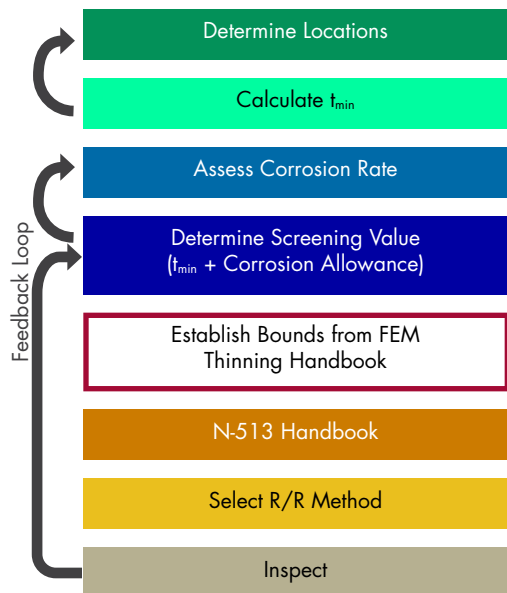 Determine Locations
Calculate tmin
Assess Corrosion Rate
Determine Screening Value
(tmin + Corrosion Allowance)
Establish Bounds from FEM
Thinning Handbook
N-513 Handbook
Select R/R Method
Inspect
Feedback Loop